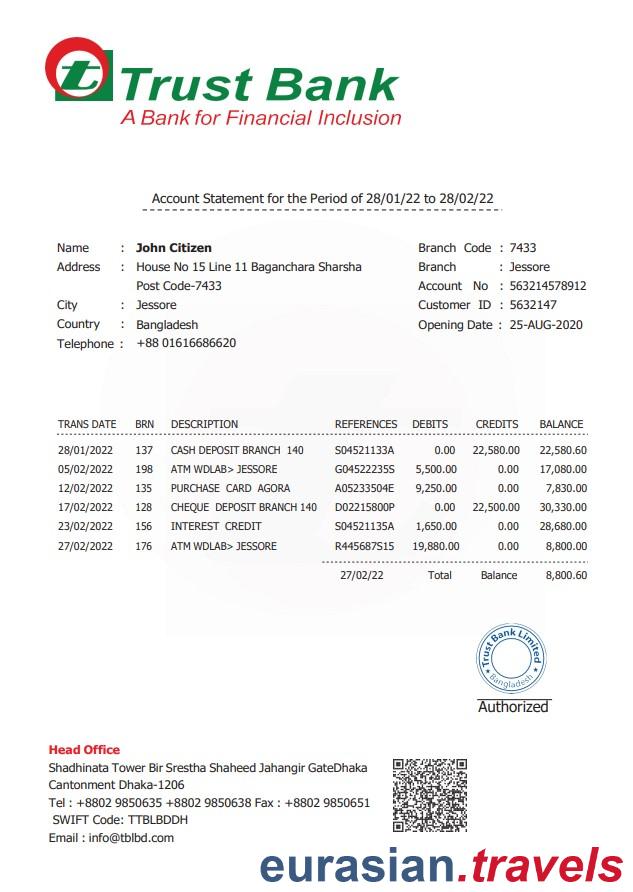 t Trust Bank
A Bank for Financial Inclusion
Account Statement for the Period of 28/01/22 to 28/02/22
Name : John Citizen
Address : House No 15 Line 11 Baganchara Sharsha
Post Code-7433
City : Jessore
Country : Bangladesh
Telephone : +88 01616686620
Branch Code : 7433
Branch : Jessore
Account No : 563214578912
Customer ID : 5632147
Opening Date : 25-AUG-2020
TRANS DATE BRN DESCRIPTION REFERENCES DEBITS CREDITS BALANCE
28/01/2022 137 CASH DEPOSIT BRANCH 140 S04521133A 0.00 22,580.00 22,580.60
05/02/2022 198 ATM WDLAB> JESSORE G04522235S 5,500.00 0.00 17,080.00
12/02/2022 135 PURCHASE CARD AGORA A05233504E 9,250.00 0.00 7,830.00
17/02/2022 128 CHEQUE DEPOSIT BRANCH 140 D02215800P 0.00 22,500.00 30,330.00
23/02/2022 156 INTEREST CREDIT S04521135A 1,650.00 0.00 28,680.00
27/02/2022 176 ATM WDLAB> JESSORE R445687S15 19,880.00 0.00 8,800.00
27/02/22 Total Balance 8,800.60
Trust Bank Limited
Bangladesh
Authorized
Head Office
Shadhinata Tower Bir Srestha Shaheed Jahangir GateDhaka
Cantonment Dhaka-1206
Tel : +8802 9850635 +8802 9850638 Fax : +8802 9850651
SWIFT Code: TTBLBDDH
Email : info@tblbd.com
eurasian.travels